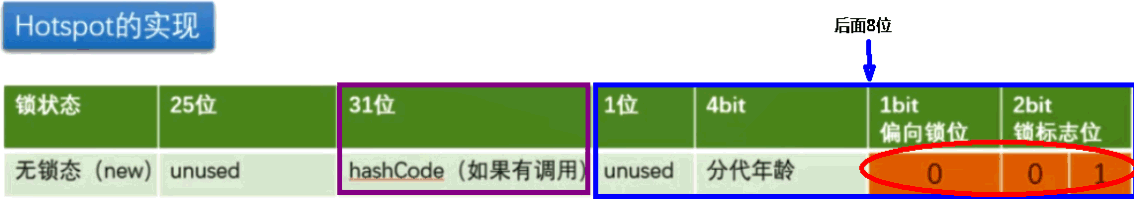 Hotspot的实现
后面8位
锁状态 25位 31位 1位 4bit 1bit 偏向锁位 2bit 锁标志位
无锁态（new） unused hashCode（如果有调用） unused 分代年龄 0 0 1